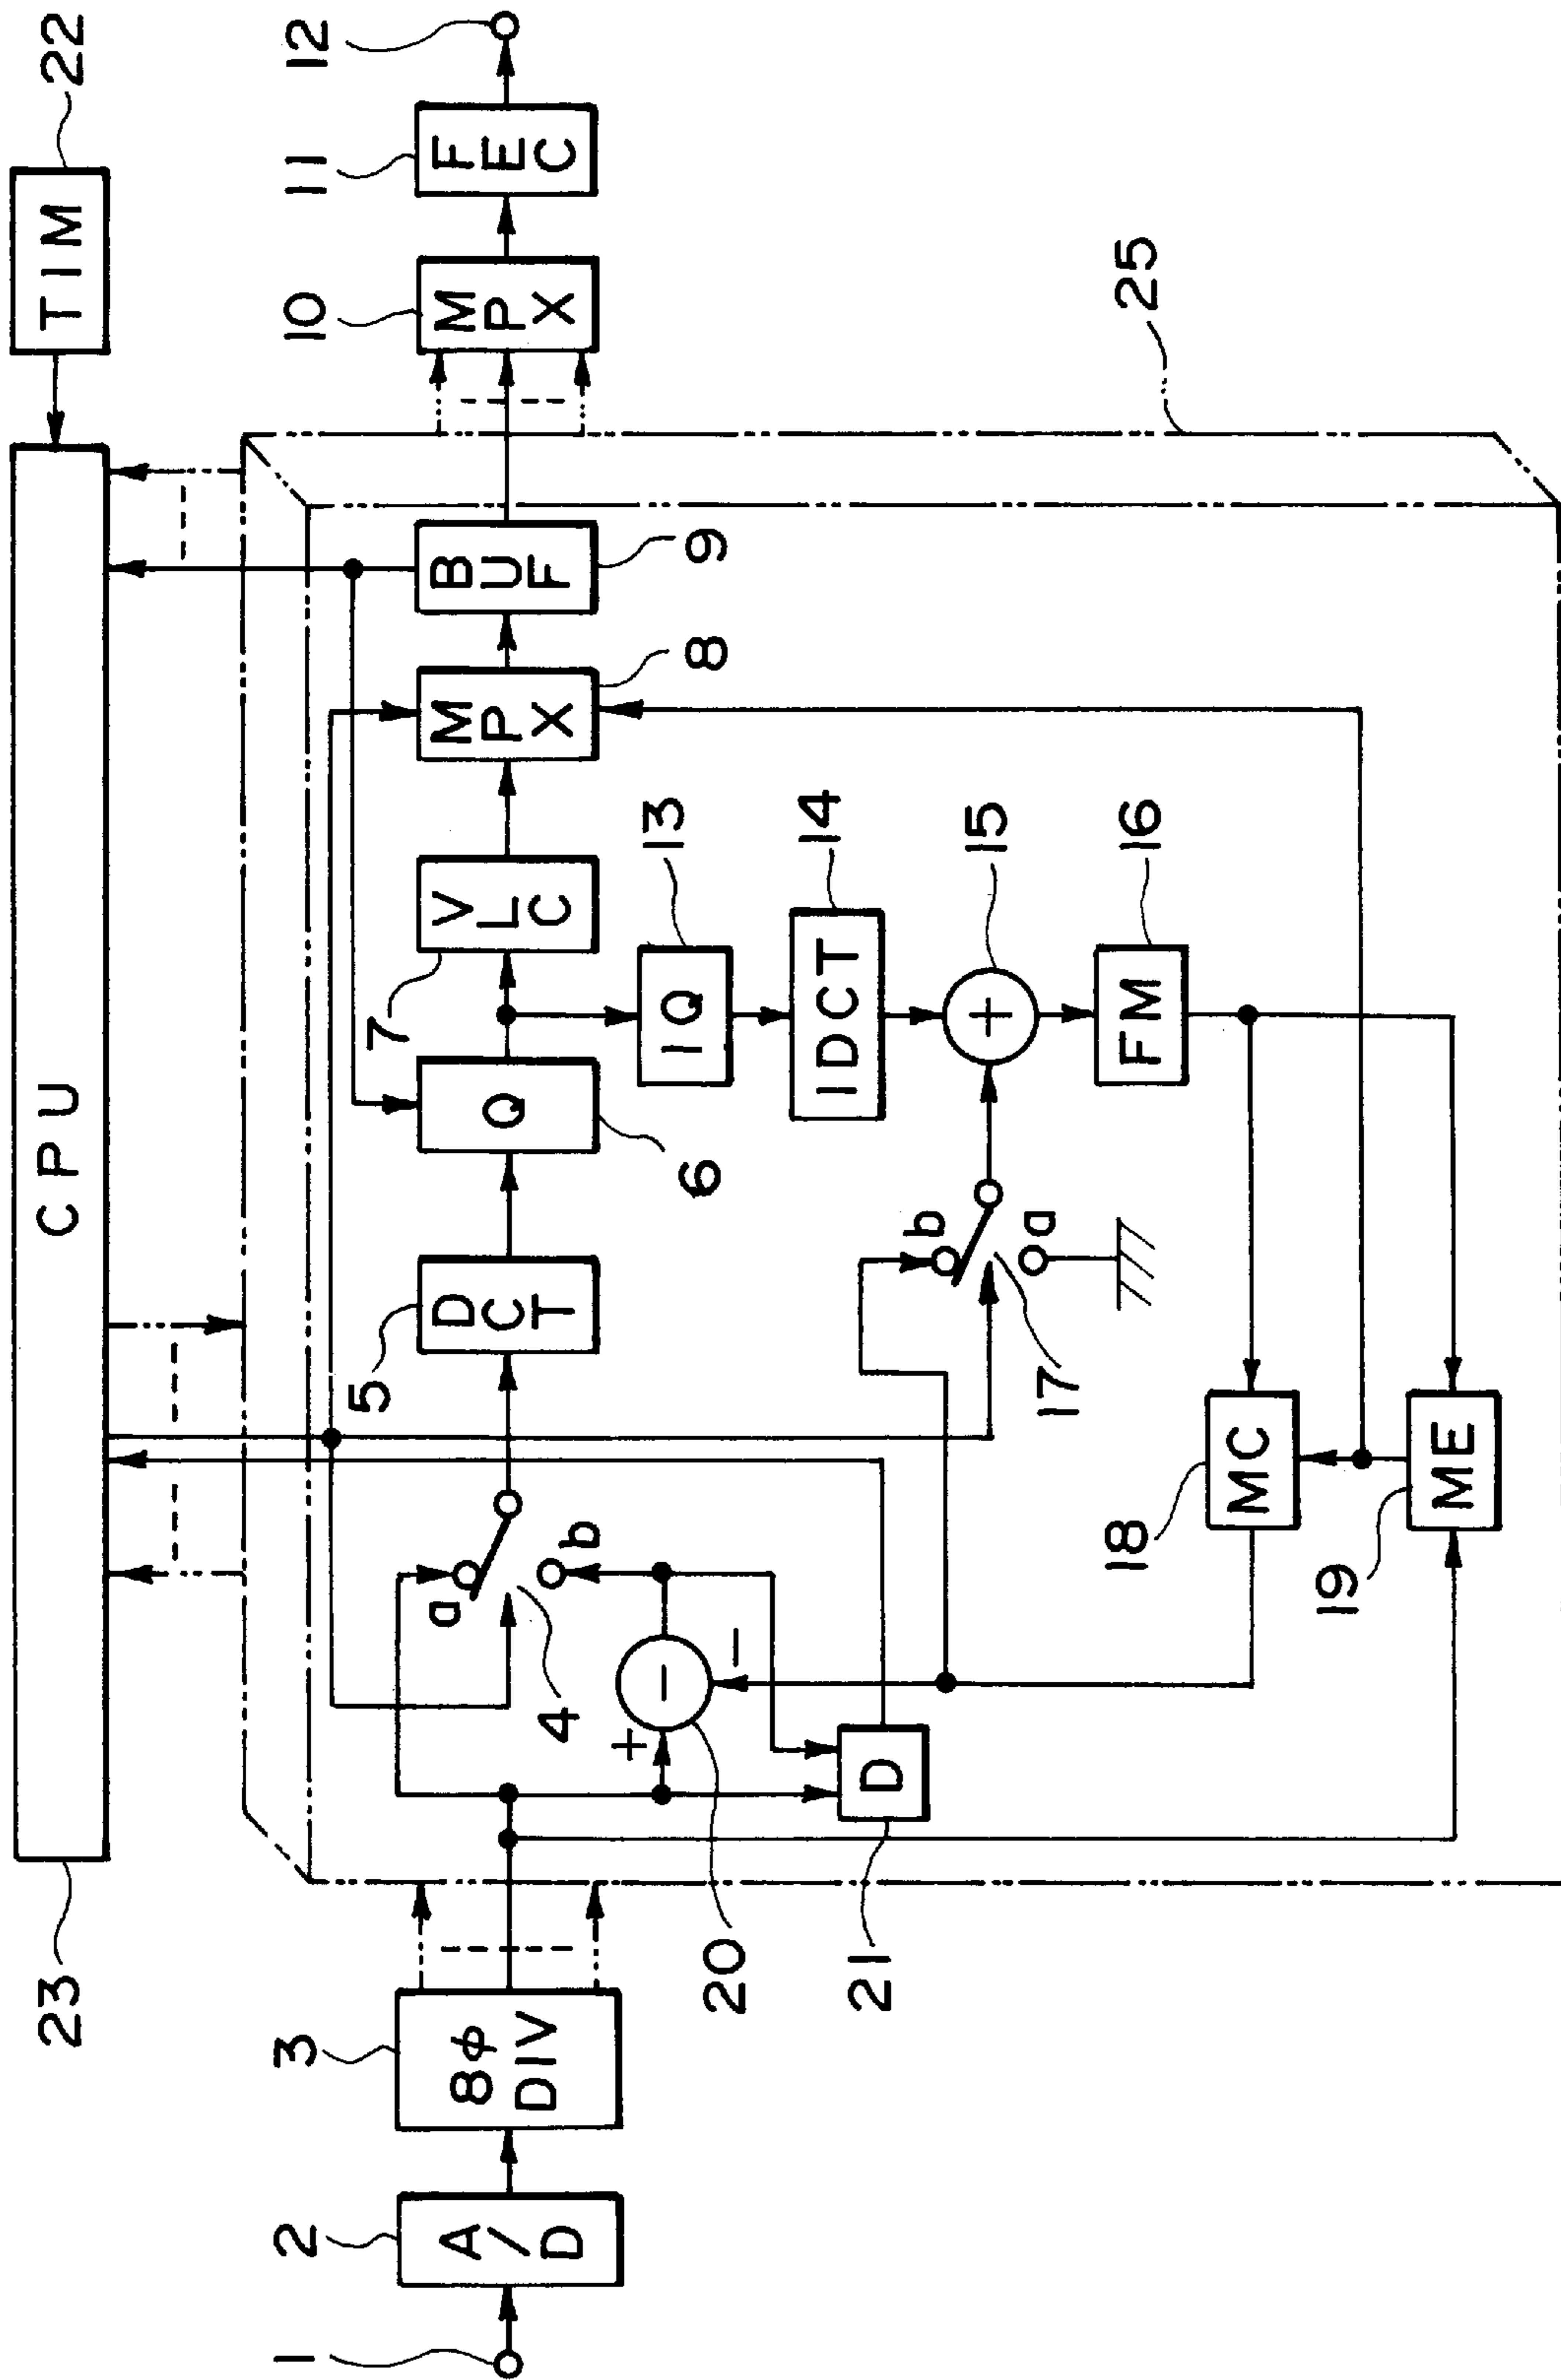 23
CPU
TIM
22
1
2
A/D
3
8ϕ
DIV
a
b
4
5
DCT
6
Q
7
VLC
8
MPX
9
BUF
10
MPX
11
FEC
12
13
IQ
14
IDCT
15
+
16
FM
b
a
17
18
MC
19
ME
+
−
−
20
21
D
25